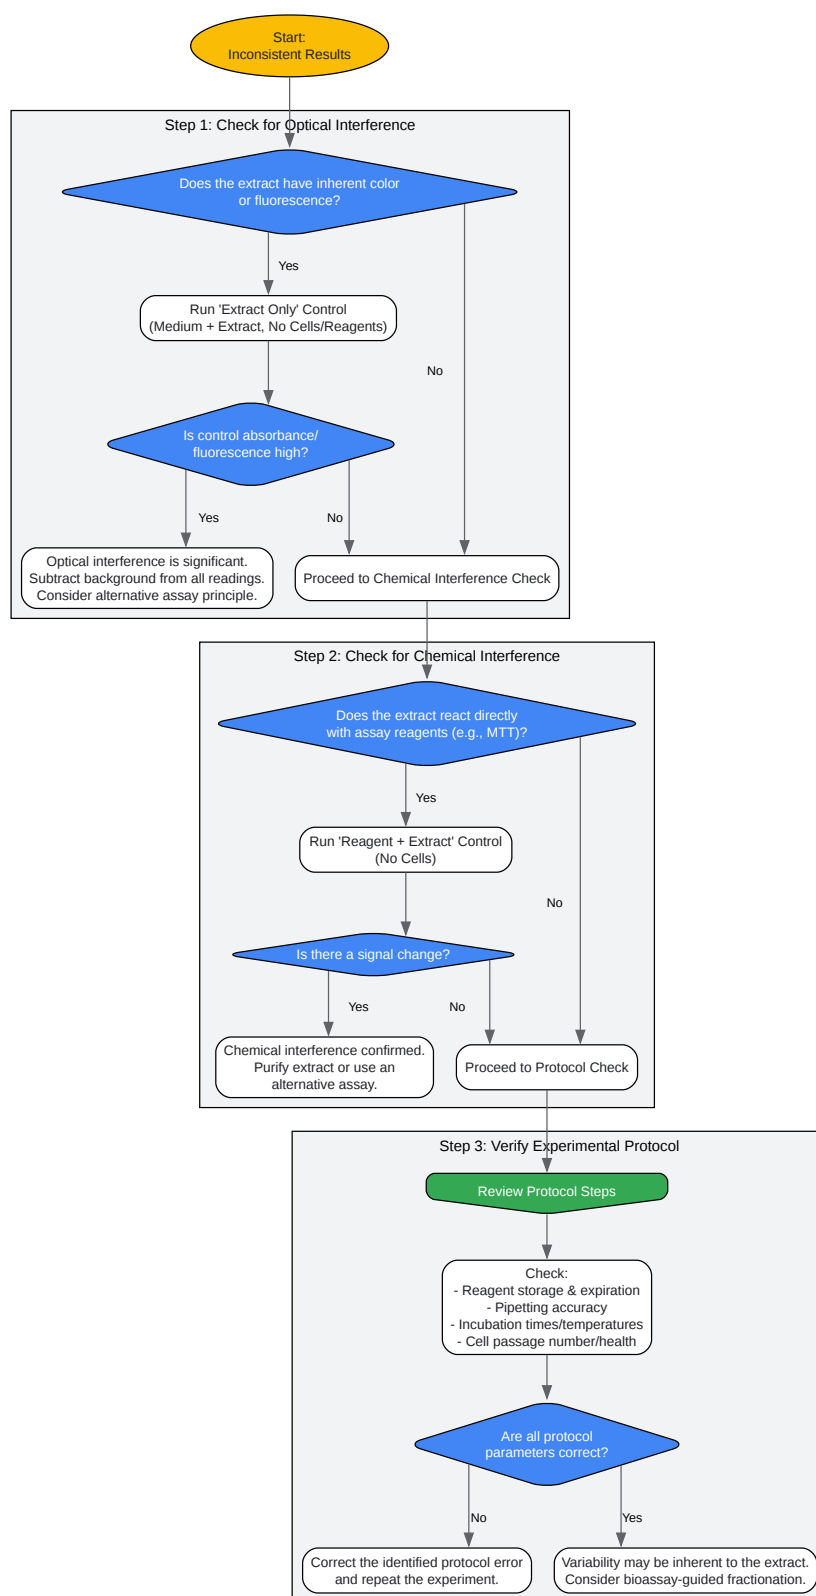 Start:
Inconsistent Results
Step 1: Check for Optical Interference
Does the extract have inherent color
or fluorescence?
Yes
Run 'Extract Only' Control
(Medium + Extract, No Cells/Reagents)
No
Is control absorbance/
fluorescence high?
Yes
No
Optical interference is significant.
Subtract background from all readings.
Consider alternative assay principle.
Proceed to Chemical Interference Check
Step 2: Check for Chemical Interference
Does the extract react directly
with assay reagents (e.g., MTT)?
Yes
Run 'Reagent + Extract' Control
(No Cells)
No
Is there a signal change?
Yes
No
Chemical interference confirmed.
Purify extract or use an
alternative assay.
Proceed to Protocol Check
Step 3: Verify Experimental Protocol
Review Protocol Steps
Check:
- Reagent storage & expiration
- Pipetting accuracy
- Incubation times/temperatures
- Cell passage number/health
Are all protocol
parameters correct?
No
Yes
Correct the identified protocol error
and repeat the experiment.
Variability may be inherent to the extract.
Consider bioassay-guided fractionation.